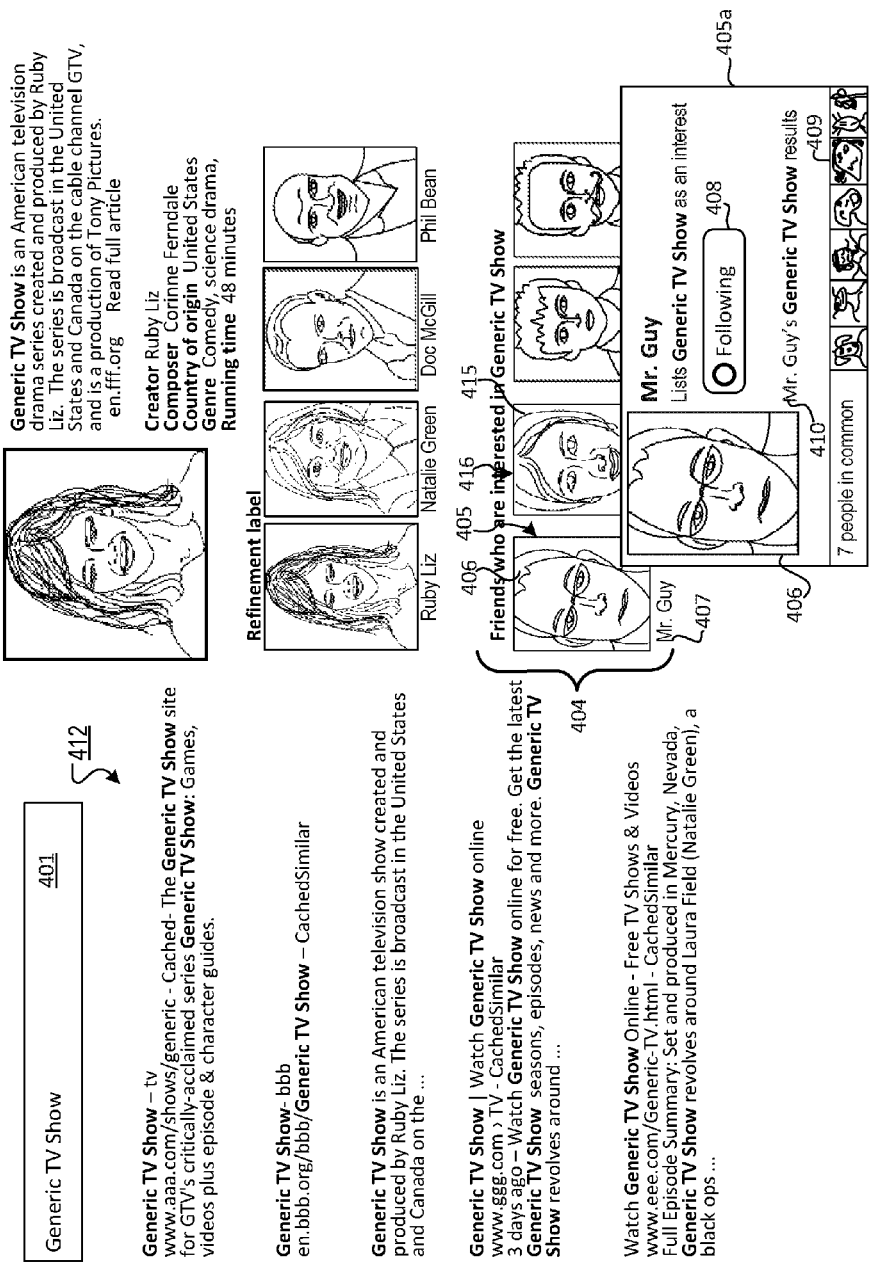 Generic TV Show
401
412
Generic TV Show – tv
www.aaa.com/shows/generic - Cached- The Generic TV Show site
for GTV's critically-acclaimed series Generic TV Show: Games,
videos plus episode & character guides.
Generic TV Show- bbb
en.bbb.org/bbb/Generic TV Show – CachedSimilar
Generic TV Show is an American television show created and
produced by Ruby Liz. The series is broadcast in the United States
and Canada on the ...
Generic TV Show | Watch Generic TV Show online
www.ggg.com › TV - CachedSimilar
3 days ago – Watch Generic TV Show online for free. Get the latest
Generic TV Show seasons, episodes, news and more. Generic TV
Show revolves around ...
Watch Generic TV Show Online - Free TV Shows & Videos
www.eee.com/Generic-TV.html - CachedSimilar
Full Episode Summary: Set and produced in Mercury, Nevada,
Generic TV Show revolves around Laura Field (Natalie Green), a
black ops ...
Generic TV Show is an American television
drama series created and produced by Ruby
Liz. The series is broadcast in the United
States and Canada on the cable channel GTV,
and is a production of Tony Pictures.
en.fff.org Read full article
Creator Ruby Liz
Composer Corinne Ferndale
Country of origin United States
Genre Comedy, science drama,
Running time 48 minutes
Refinement label
Ruby Liz
Natalie Green
Doc McGill
Phil Bean
406
405
416
415
Friends who are interested in Generic TV Show
404
Mr. Guy
407
405a
Mr. Guy
Lists Generic TV Show as an interest
408
Following
410
Mr. Guy's Generic TV Show results
409
406
7 people in common